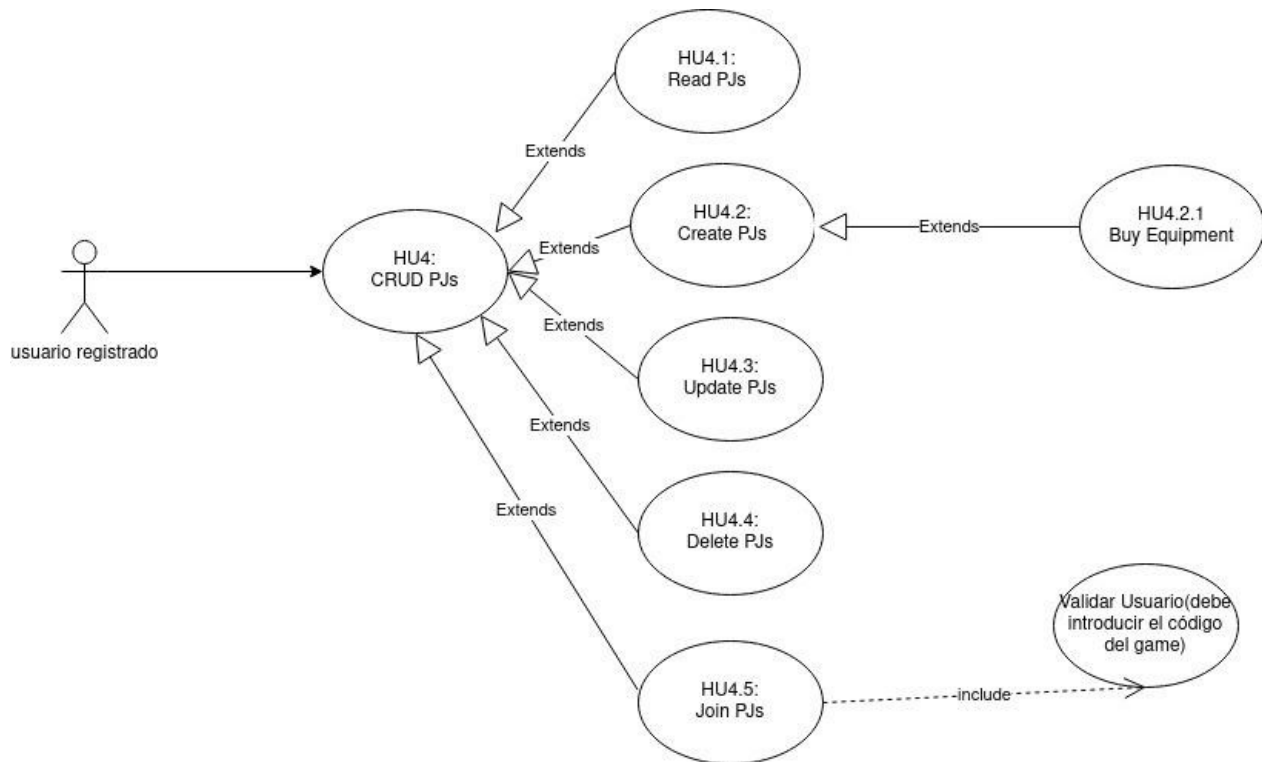 HU4.1:
Read PJs
Extends
HU4.2:
Create PJs
Extends
HU4.2.1
Buy Equipment
Extends
HU4:
CRUD PJs
usuario registrado
Extends
HU4.3:
Update PJs
Extends
HU4.4:
Delete PJs
Extends
HU4.5:
Join PJs
include
Validar Usuario(debe
introducir el código
del game)